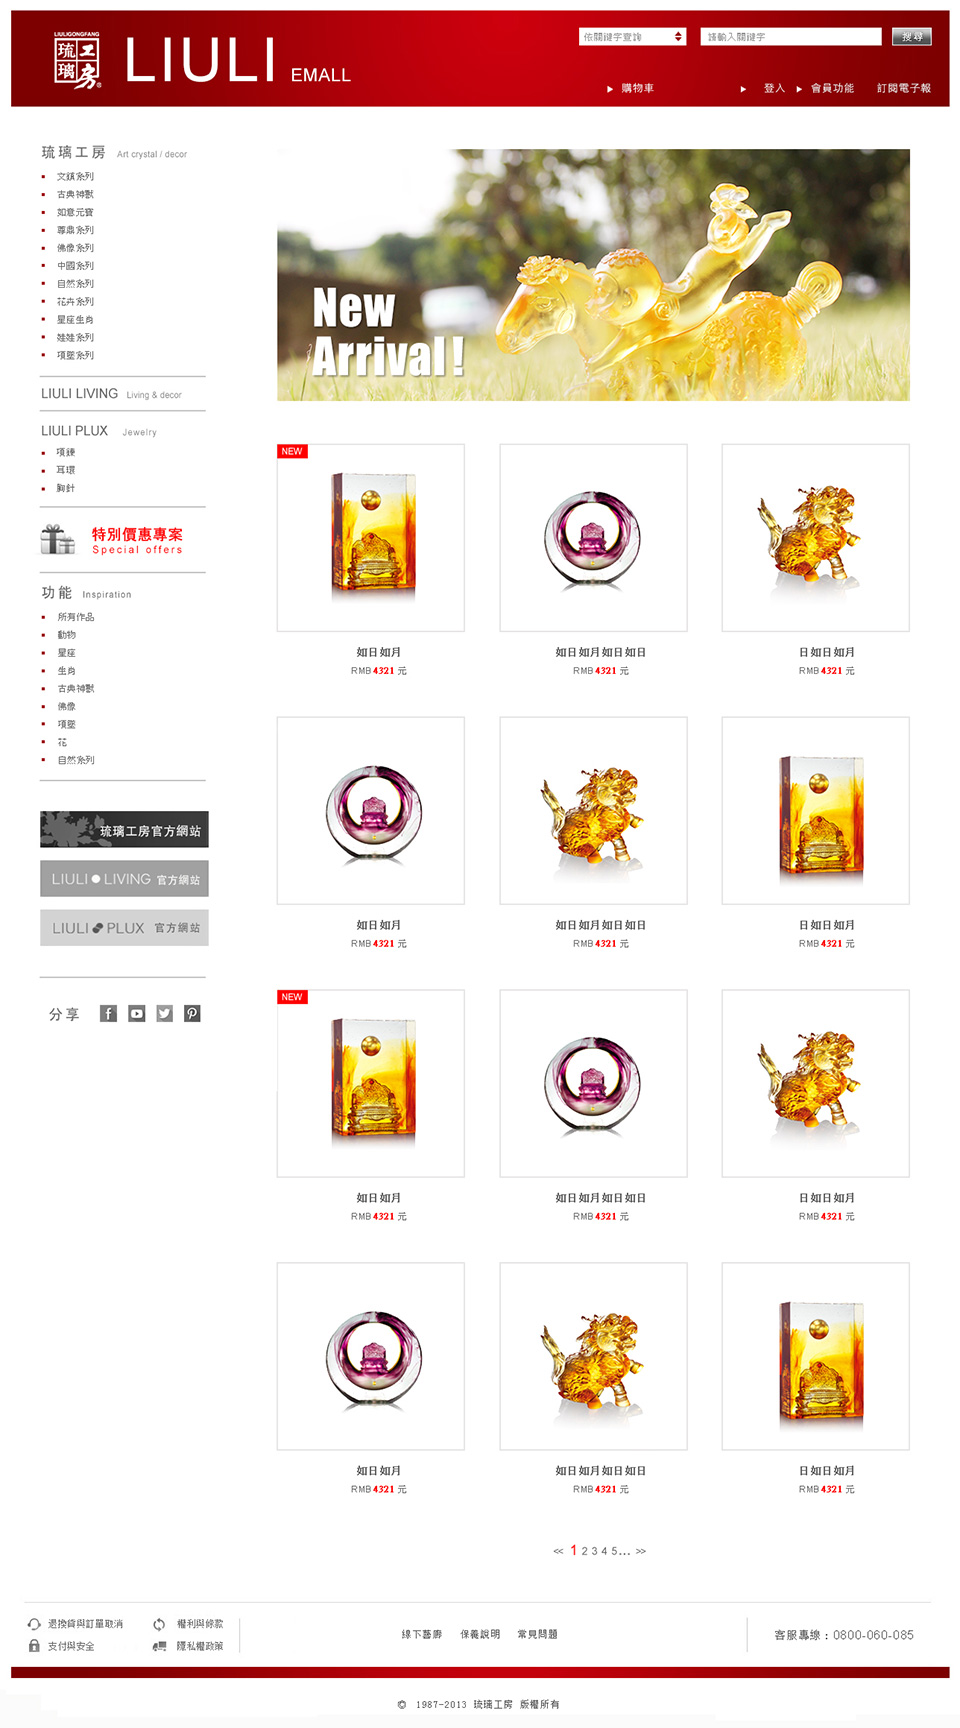 LIULIGONGFANG
琉璃工房
LIULI EMALL
依關鍵字查詢
請輸入關鍵字
搜尋
購物車
登入
會員功能
訂閱電子報
琉璃工房 Art crystal / decor
文鎮系列
古典神獸
如意元寶
尊鼎系列
佛像系列
中國系列
自然系列
花卉系列
星座生肖
娃娃系列
項墜系列
LIULI LIVING Living & decor
LIULI PLUX Jewelry
項鍊
耳環
胸針
特別價惠專案
Special offers
功能 Inspiration
所有作品
動物
星座
生肖
古典神獸
佛像
項墜
花
自然系列
琉璃工房官方網站
LIULI LIVING 官方網站
LIULI PLUX 官方網站
分享
New
Arrival!
NEW
如日如月
RMB 4321 元
如日如月如日如日
RMB 4321 元
日如日如月
RMB 4321 元
如日如月
RMB 4321 元
如日如月如日如日
RMB 4321 元
日如日如月
RMB 4321 元
NEW
如日如月
RMB 4321 元
如日如月如日如日
RMB 4321 元
日如日如月
RMB 4321 元
如日如月
RMB 4321 元
如日如月如日如日
RMB 4321 元
日如日如月
RMB 4321 元
<< 1 2 3 4 5... >>
退換貨與訂單取消
權利與條款
支付與安全
隱私權政策
線下藝廊
保養說明
常見問題
客服專線：0800-060-085
© 1987-2013 琉璃工房 版權所有